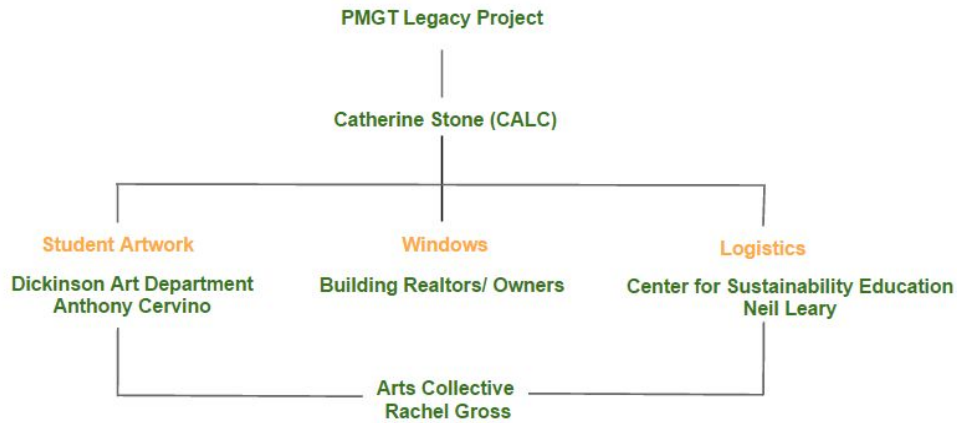 PMGT Legacy Project
Catherine Stone (CALC)
Student Artwork
Dickinson Art Department
Anthony Cervino
Windows
Building Realtors/ Owners
Logistics
Center for Sustainability Education
Neil Leary
Arts Collective
Rachel Gross